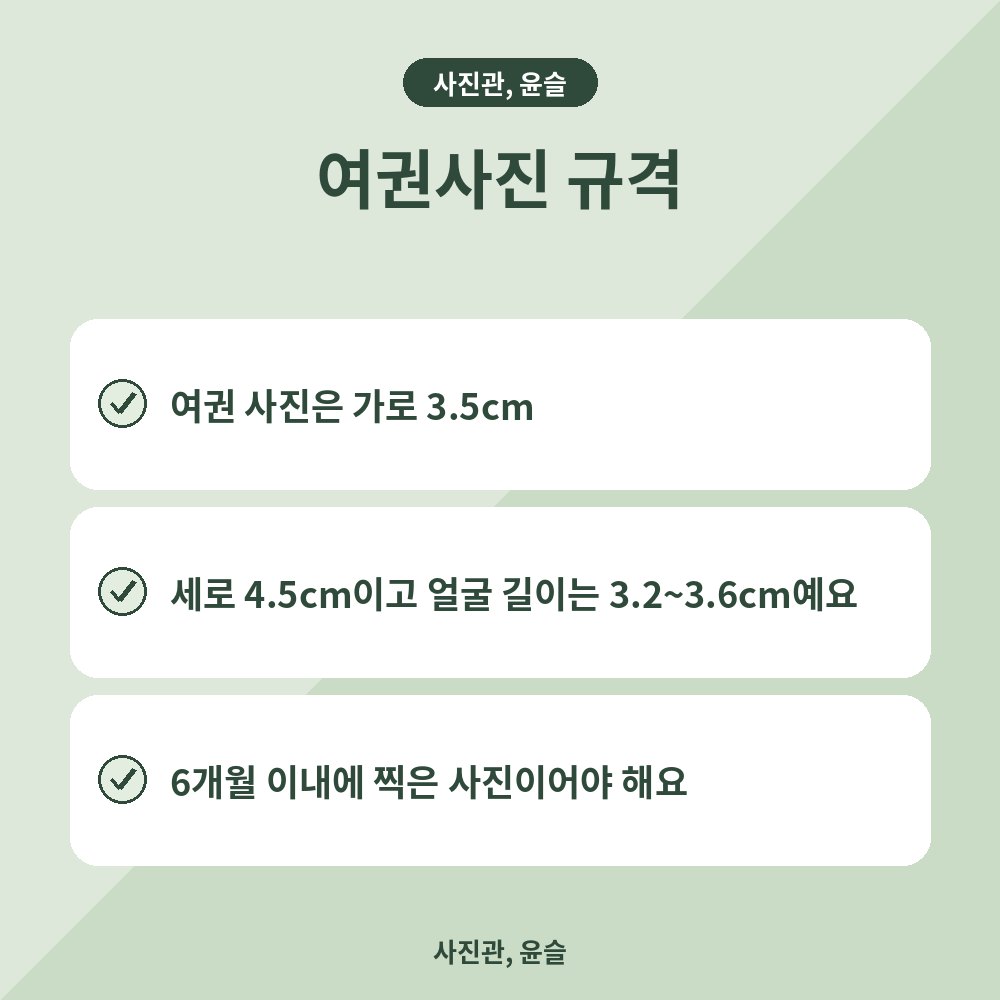 사진관, 윤슬
여권사진 규격
여권 사진은 가로 3.5cm
세로 4.5cm이고 얼굴 길이는 3.2~3.6cm예요
6개월 이내에 찍은 사진이어야 해요
사진관, 윤슬